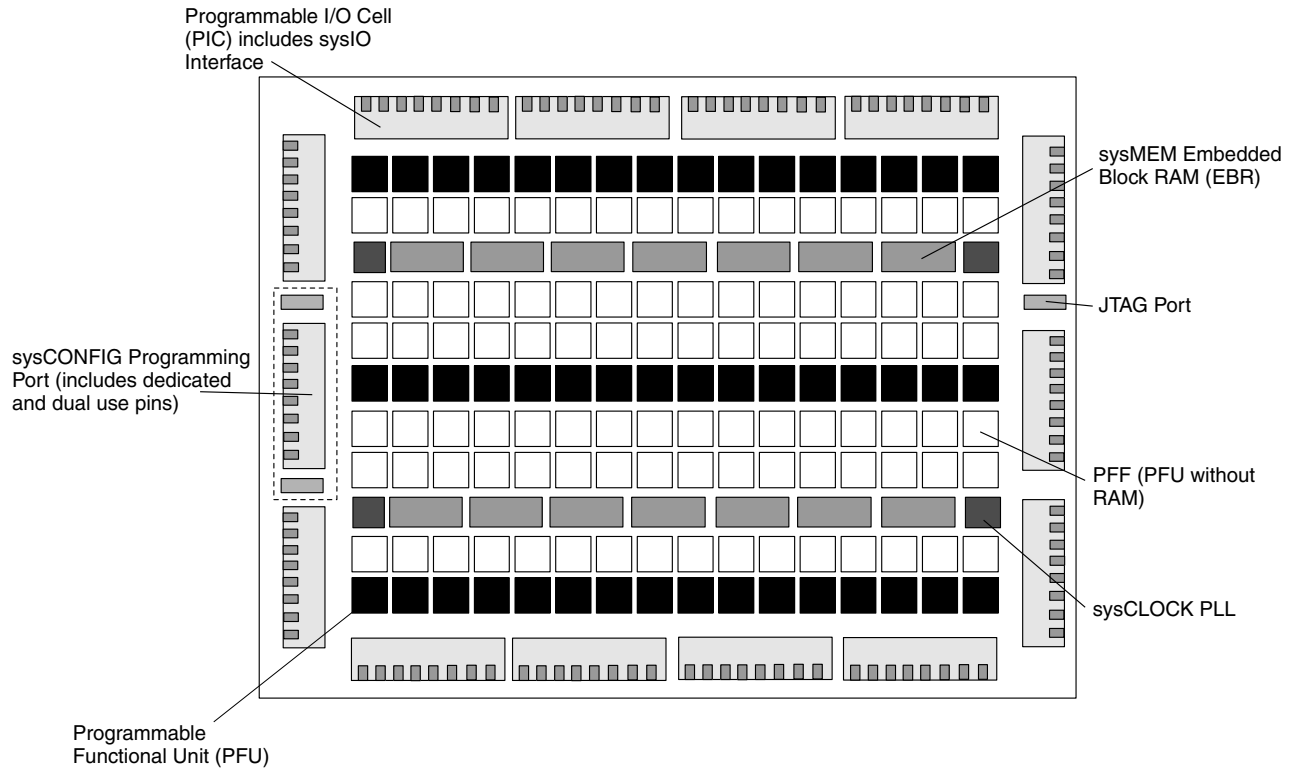 Programmable I/O Cell
(PIC) includes sysIO
Interface
sysMEM Embedded
Block RAM (EBR)
JTAG Port
sysCONFIG Programming
Port (includes dedicated
and dual use pins)
PFF (PFU without
RAM)
sysCLOCK PLL
Programmable
Functional Unit (PFU)